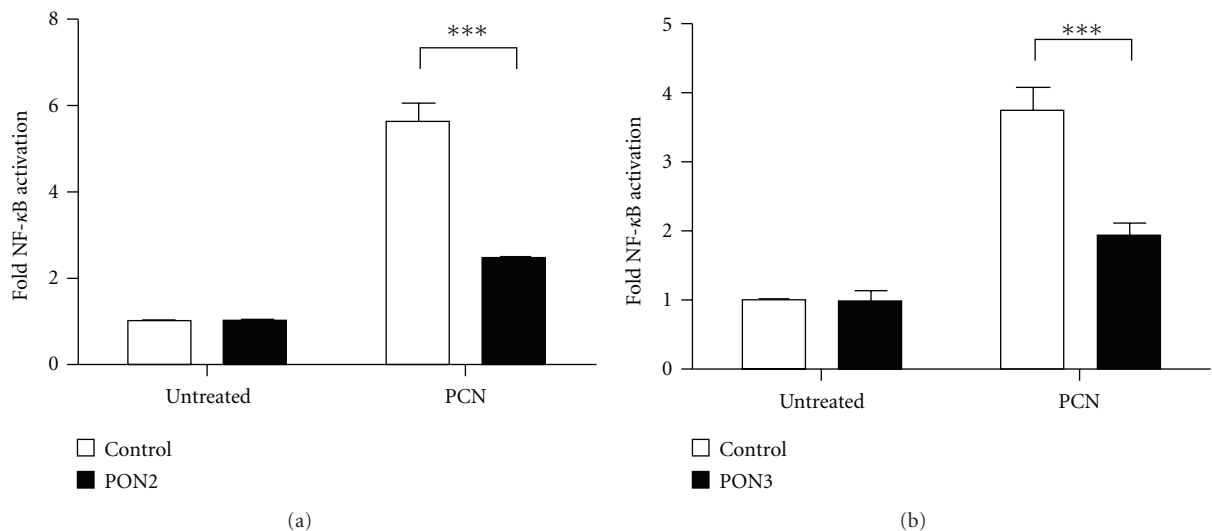 8
6
4
2
0
Fold NF-κB activation
***
Untreated
PCN
Control
PON2
(a)
5
4
3
2
1
0
Fold NF-κB activation
***
Untreated
PCN
Control
PON3
(b)